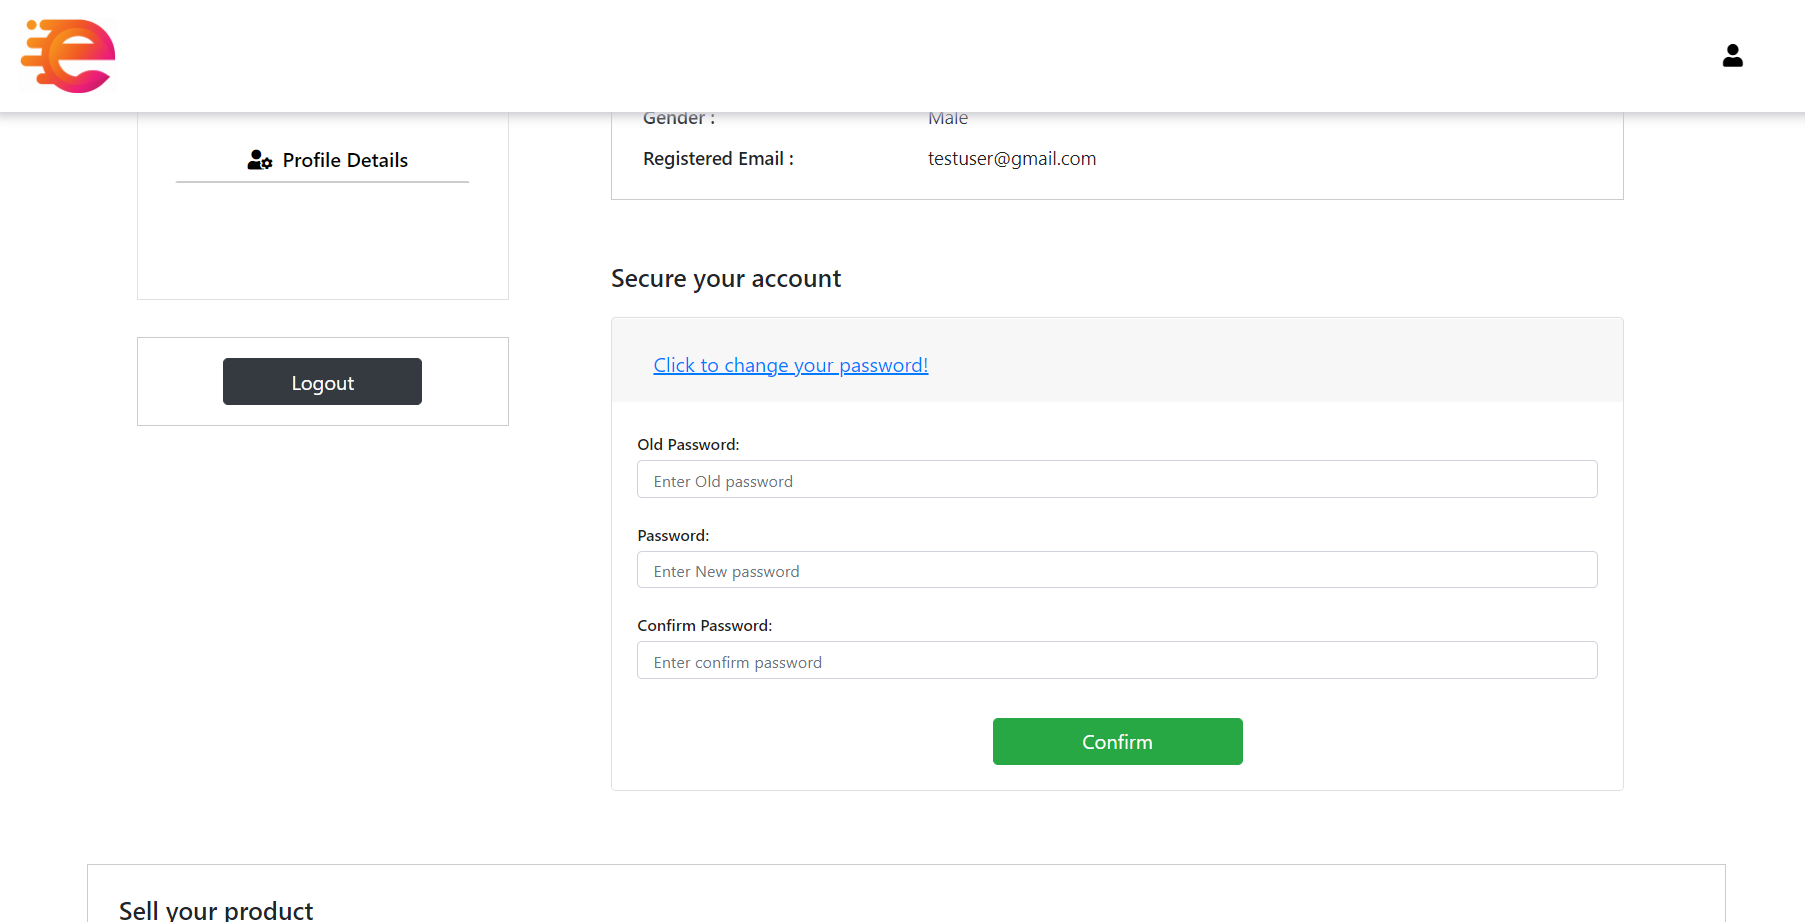 Gender :
Male
Profile Details
Registered Email :
testuser@gmail.com
Secure your account
Click to change your password!
Logout
Old Password:
Enter Old password
Password:
Enter New password
Confirm Password:
Enter confirm password
Confirm
Sell your product